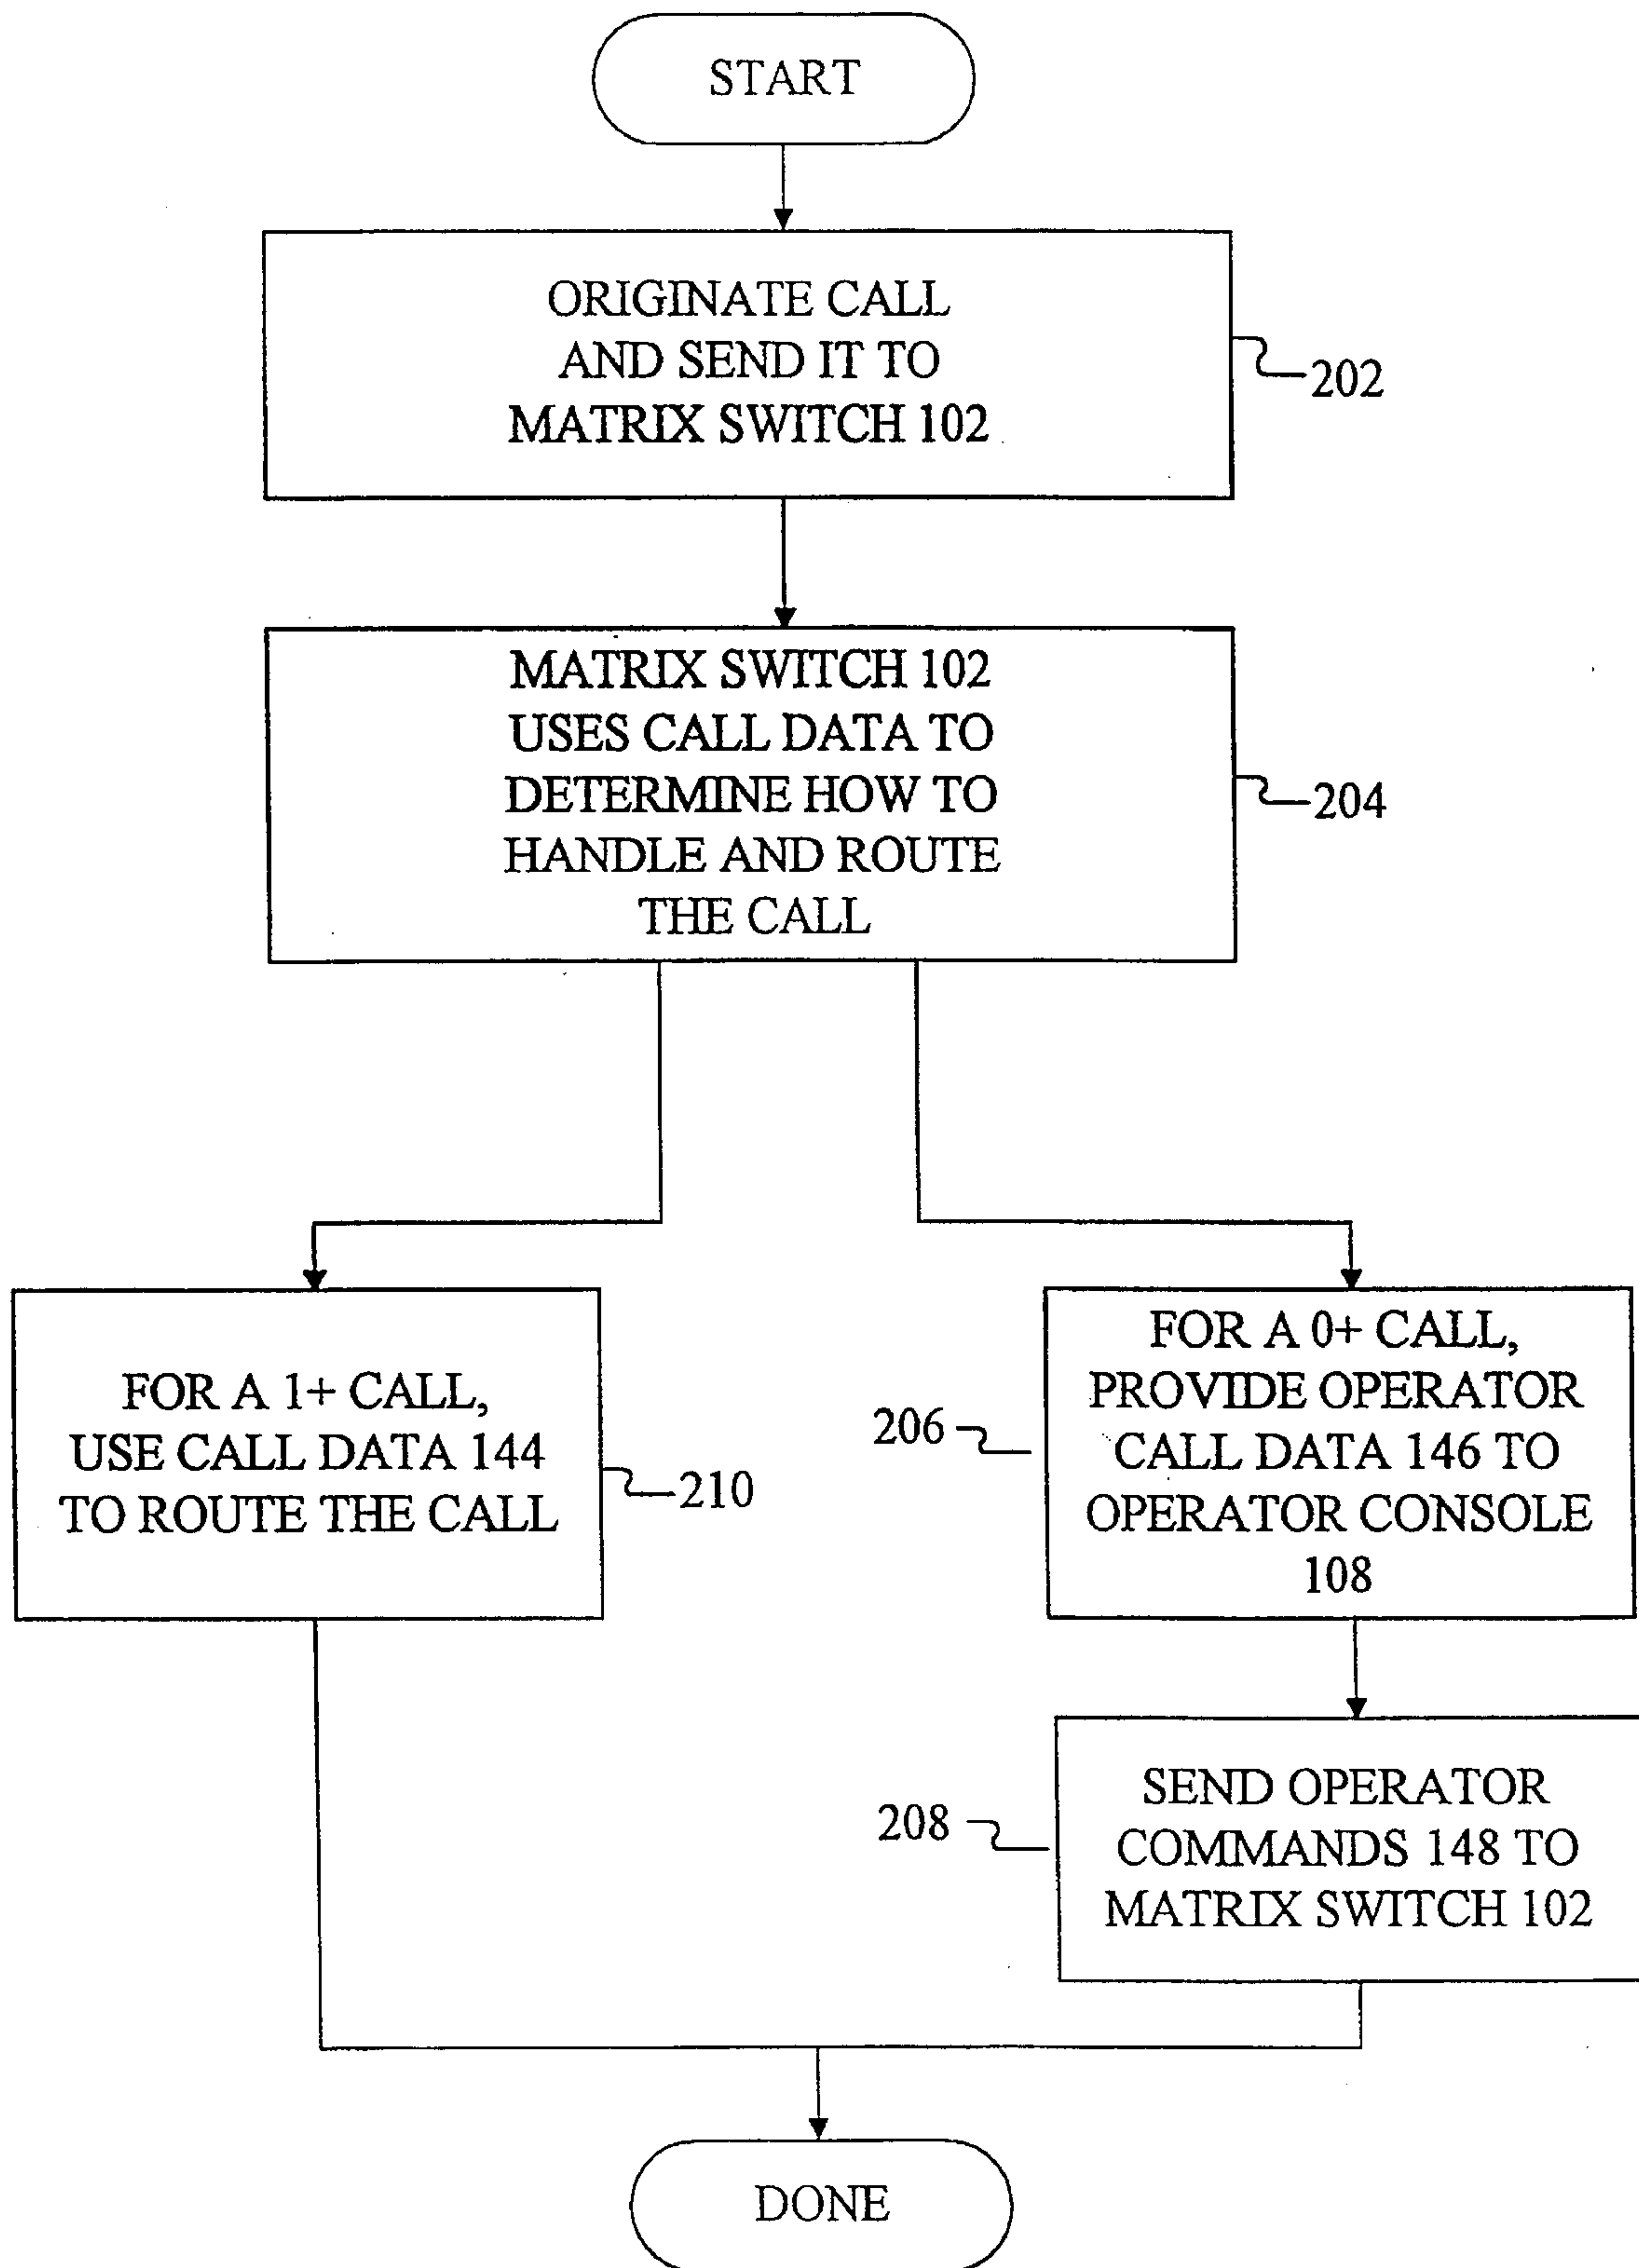 START
ORIGINATE CALL
AND SEND IT TO
MATRIX SWITCH 102
202
MATRIX SWITCH 102
USES CALL DATA TO
DETERMINE HOW TO
HANDLE AND ROUTE
THE CALL
204
FOR A 1+ CALL,
USE CALL DATA 144
TO ROUTE THE CALL
210
FOR A 0+ CALL,
PROVIDE OPERATOR
CALL DATA 146 TO
OPERATOR CONSOLE
108
206
SEND OPERATOR
COMMANDS 148 TO
MATRIX SWITCH 102
208
DONE